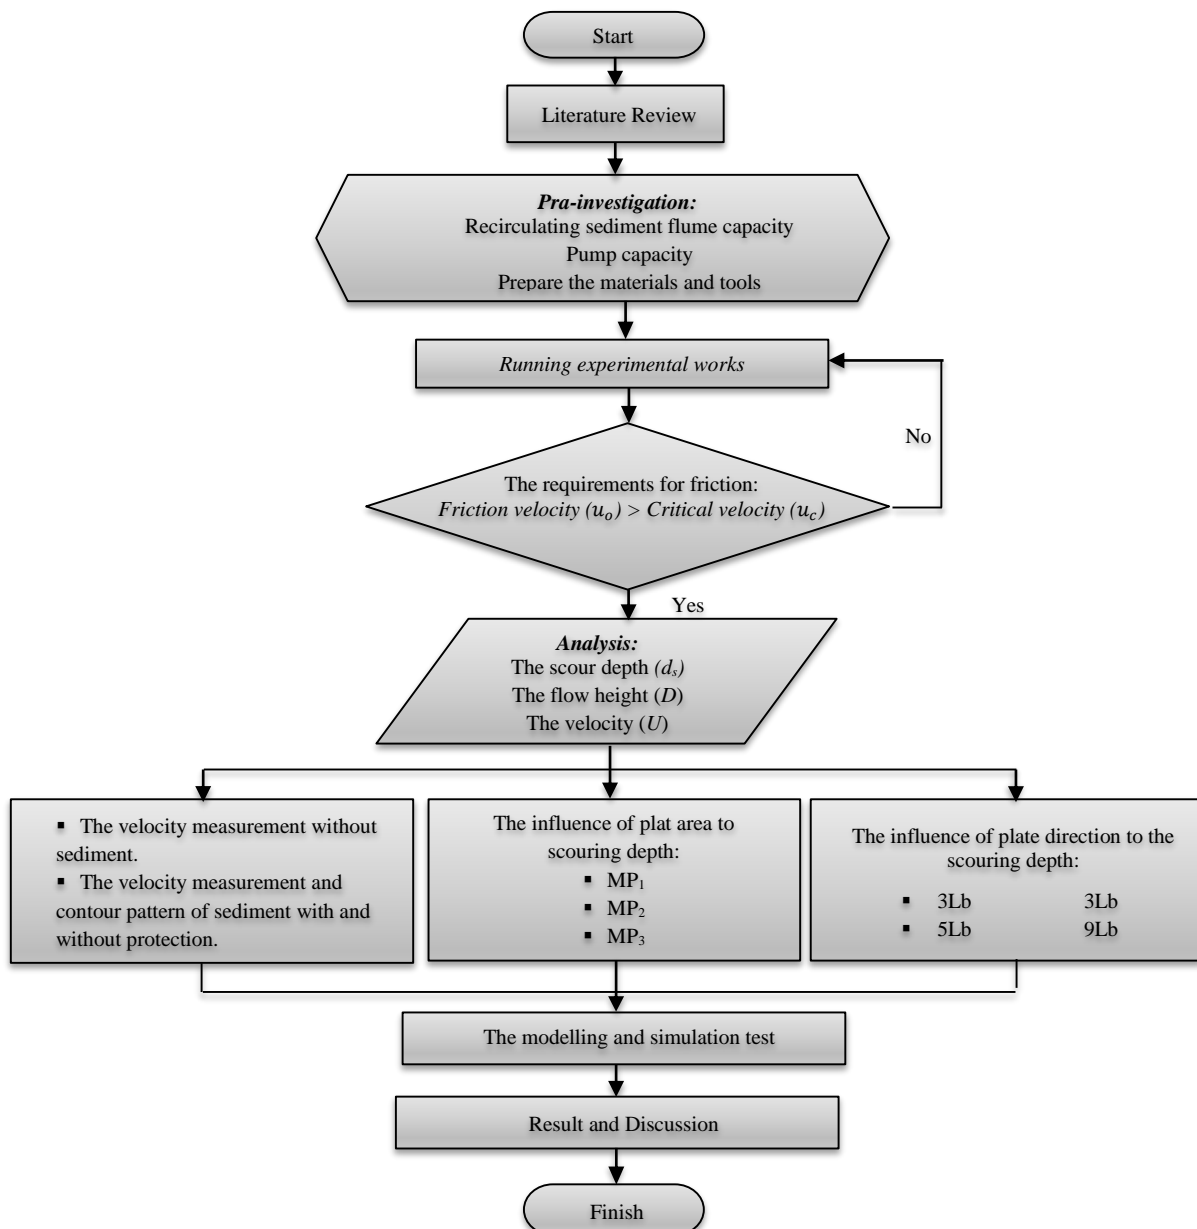 Start
Literature Review
Pra-investigation:
Recirculating sediment flume capacity
Pump capacity
Prepare the materials and tools
Running experimental works
No
The requirements for friction:
Friction velocity (u₀) > Critical velocity (u_c)
Yes
Analysis:
The scour depth (dₛ)
The flow height (D)
The velocity (U)
▪ The velocity measurement without
sediment.
▪ The velocity measurement and
contour pattern of sediment with and
without protection.
The influence of plat area to
scouring depth:
▪ MP₁
▪ MP₂
▪ MP₃
The influence of plate direction to the
scouring depth:
▪ 3Lb 3Lb
▪ 5Lb 9Lb
The modelling and simulation test
Result and Discussion
Finish